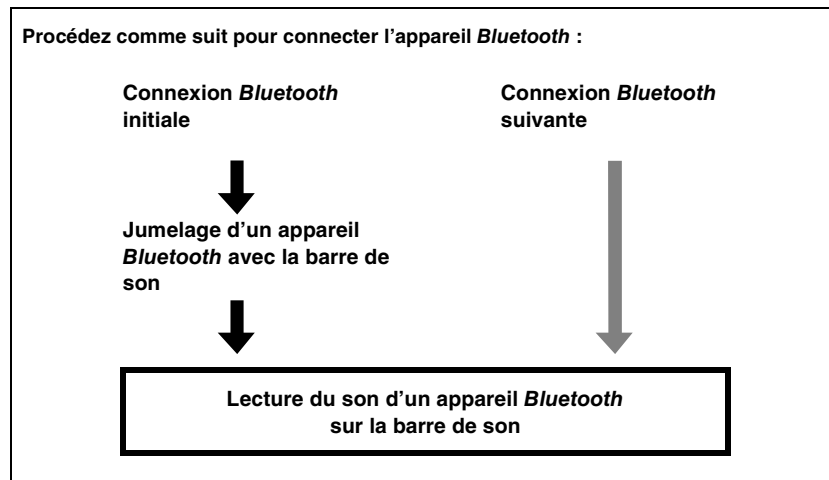 Procédez comme suit pour connecter l’appareil Bluetooth :
Connexion Bluetooth
initiale
Connexion Bluetooth
suivante
Jumelage d’un appareil
Bluetooth avec la barre de
son
Lecture du son d’un appareil Bluetooth
sur la barre de son